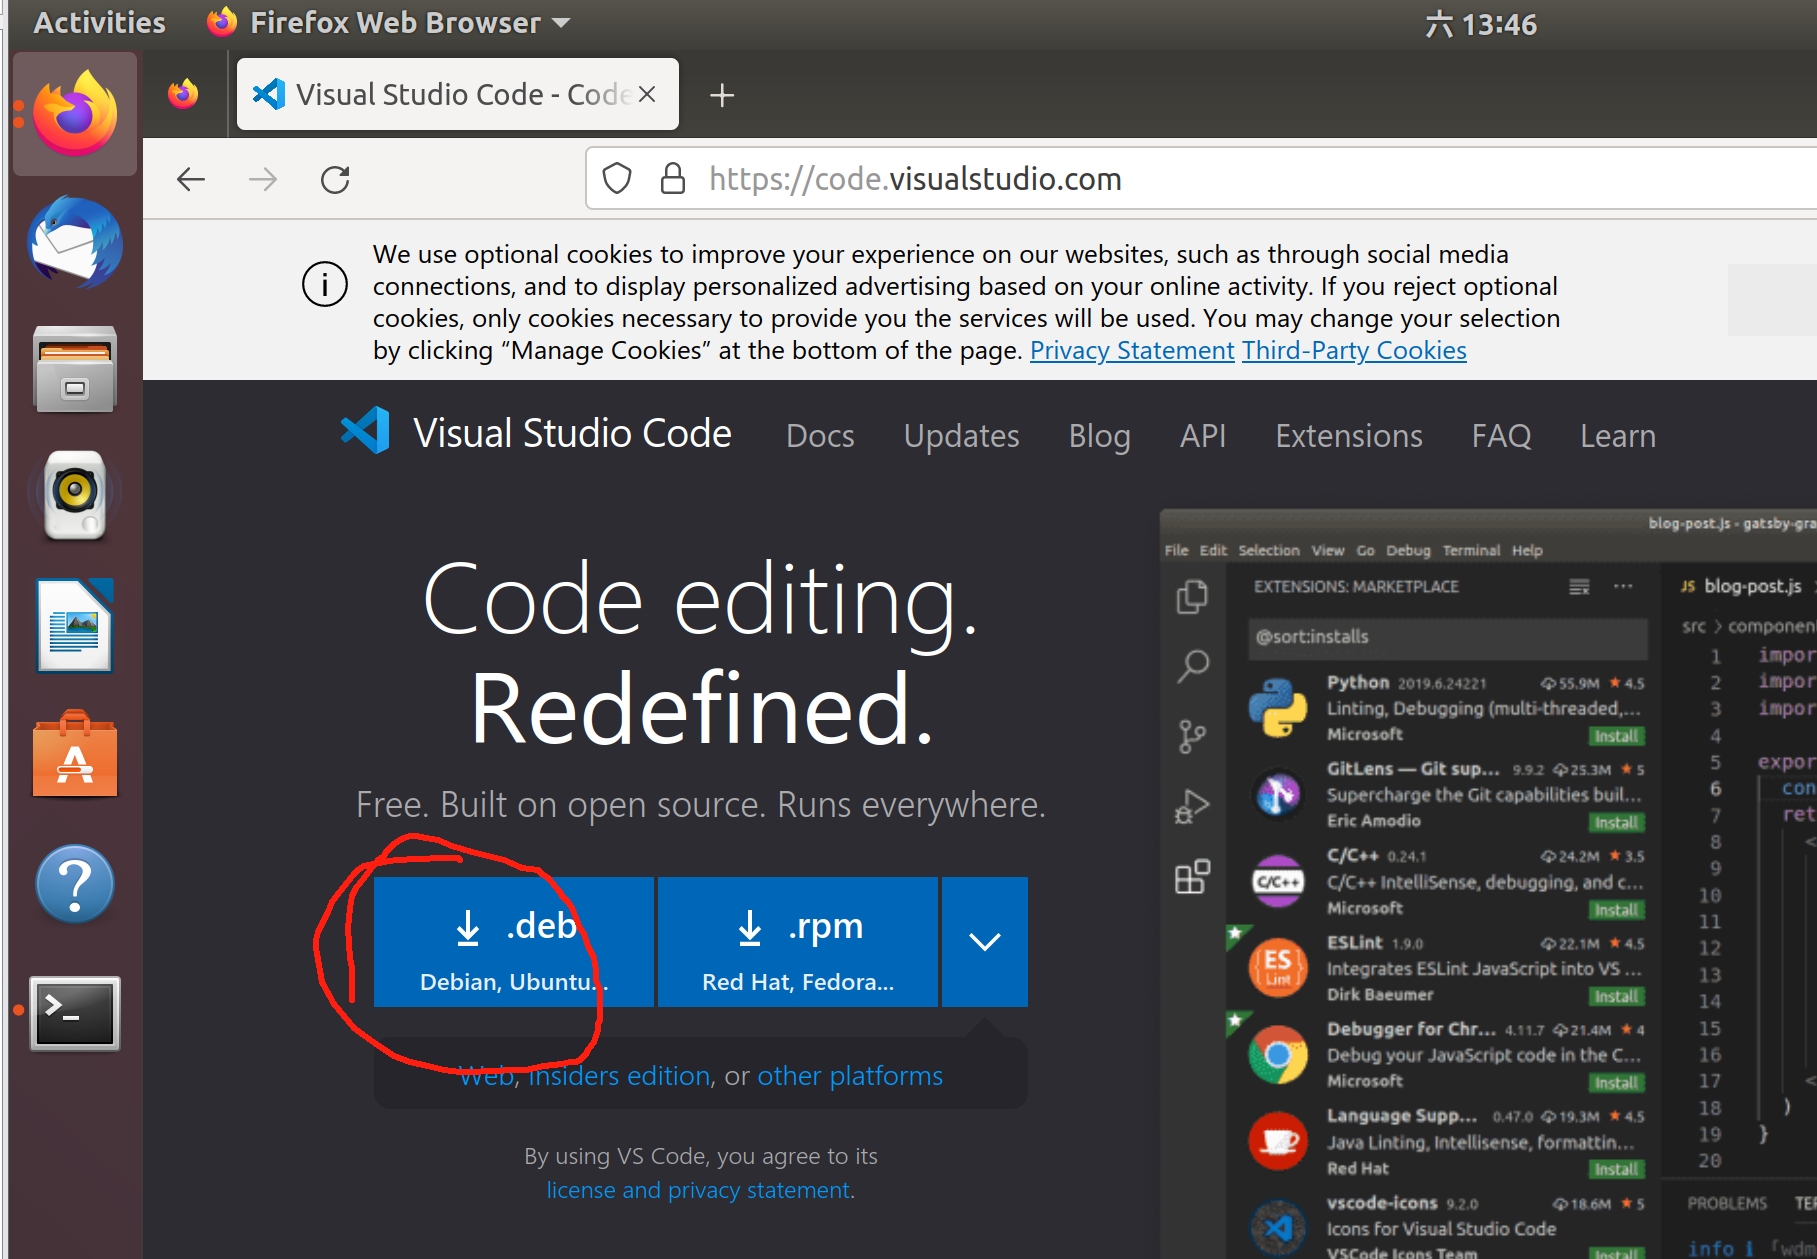 Activities
Firefox Web Browser
六 13:46
Visual Studio Code - Code
https://code.visualstudio.com
We use optional cookies to improve your experience on our websites, such as through social media
connections, and to display personalized advertising based on your online activity. If you reject optional
cookies, only cookies necessary to provide you the services will be used. You may change your selection
by clicking “Manage Cookies” at the bottom of the page. Privacy Statement Third-Party Cookies
Visual Studio Code
Docs
Updates
Blog
API
Extensions
FAQ
Learn
Code editing.
Redefined.
Free. Built on open source. Runs everywhere.
.deb
Debian, Ubuntu...
.rpm
Red Hat, Fedora...
Web, Insiders edition, or other platforms
By using VS Code, you agree to its
license and privacy statement.
blog-post.js - gatsby-gra
File Edit Selection View Go Debug Terminal Help
EXTENSIONS: MARKETPLACE
@sort:installs
Python 2019.6.24221 55.9M 4.5
Linting, Debugging (multi-threaded,...
Microsoft
Install
GitLens — Git sup... 9.9.2 25.3M 5
Supercharge the Git capabilities buil...
Eric Amodio
Install
C/C++ 0.24.1 24.2M 3.5
C/C++ IntelliSense, debugging, and c...
Microsoft
Install
C/C++
ESLint 1.9.0 22.1M 4.5
Integrates ESLint JavaScript into VS ...
Dirk Baeumer
Install
ES
Lint
Debugger for Chr... 4.11.7 21.4M 4
Debug your JavaScript code in the C...
Microsoft
Install
Language Supp... 0.47.0 19.3M 4.5
Java Linting, Intellisense, formattin...
Red Hat
Install
vscode-icons 9.2.0 18.6M 5
Icons for Visual Studio Code
VSCode Icons Team
Install
JS blog-post.js
src > component
1 impor
2 impor
3 impor
4
5 expor
6 con
7 ret
8 <
9
10
11
12
13
14
15
16
17 <
18 )
19 }
20
PROBLEMS TER
info i [wdm